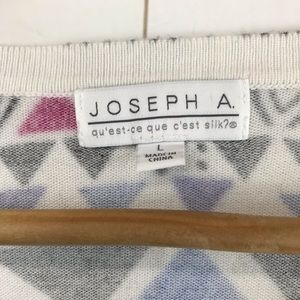 JOSEPH A.
qu'est-ce que c'est silk?®
L
MADE IN
CHINA